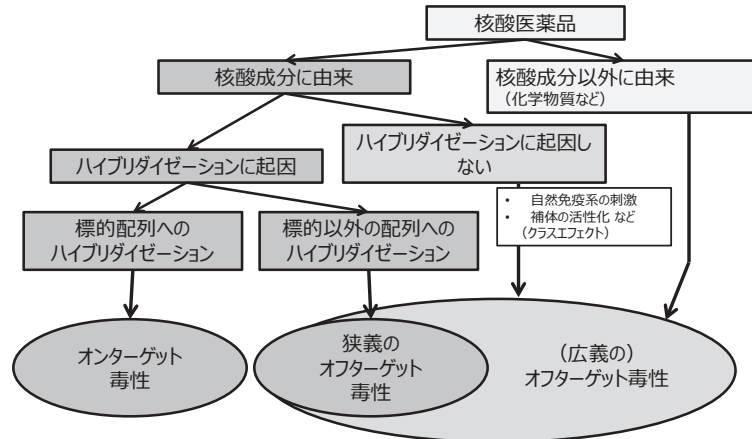 核酸医薬品
核酸成分に由来
核酸成分以外に由来
（化学物質など）
ハイブリダイゼーションに起因
ハイブリダイゼーションに起因し
ない
• 自然免疫系の刺激
• 補体の活性化 など
（クラスエフェクト）
標的配列への
ハイブリダイゼーション
標的以外の配列への
ハイブリダイゼーション
オンターゲット
毒性
狭義の
オフターゲット
毒性
（広義の）
オフターゲット毒性